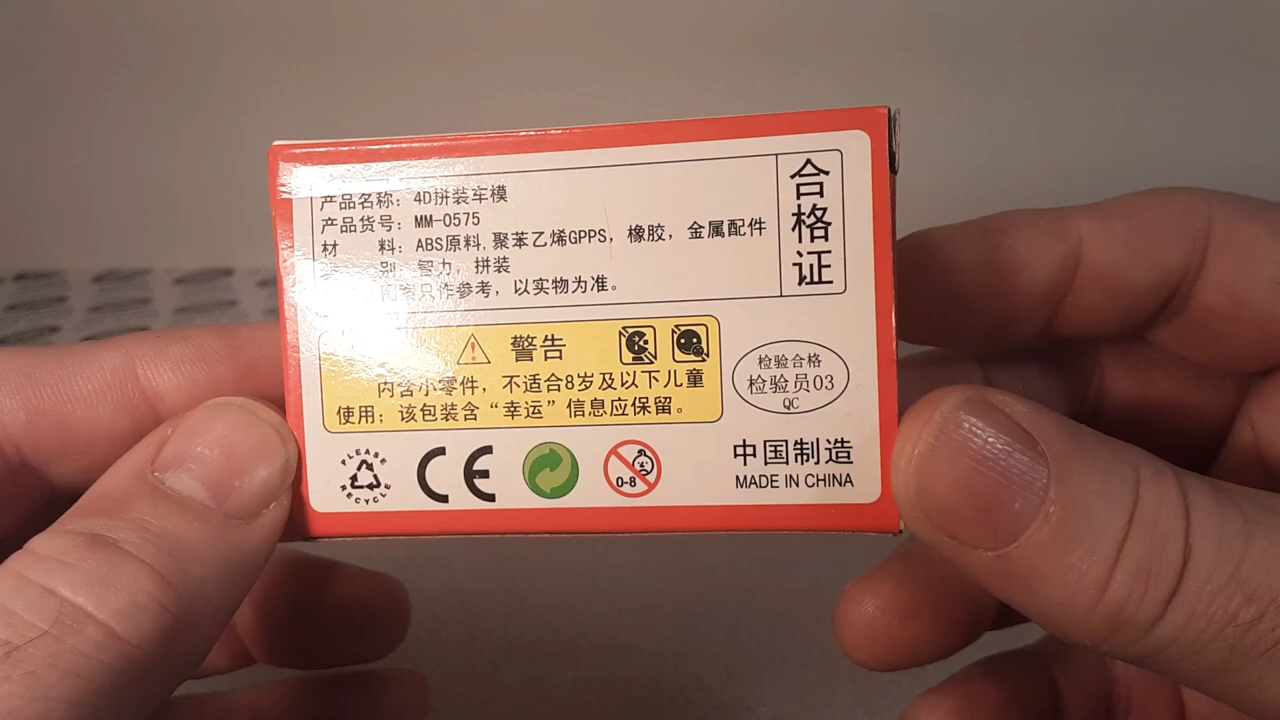 产品名称：4D拼装车模
产品货号：MM-0575
材　　料：ABS原料,聚苯乙烯GPPS，橡胶，金属配件
别：智力，拼装
只作参考，以实物为准。
合格证
警告
内含小零件，不适合8岁及以下儿童
使用；该包装含“幸运”信息应保留。
检验合格
检验员03
QC
PLEASE
RECYCLE
CE
0-8
中国制造
MADE IN CHINA